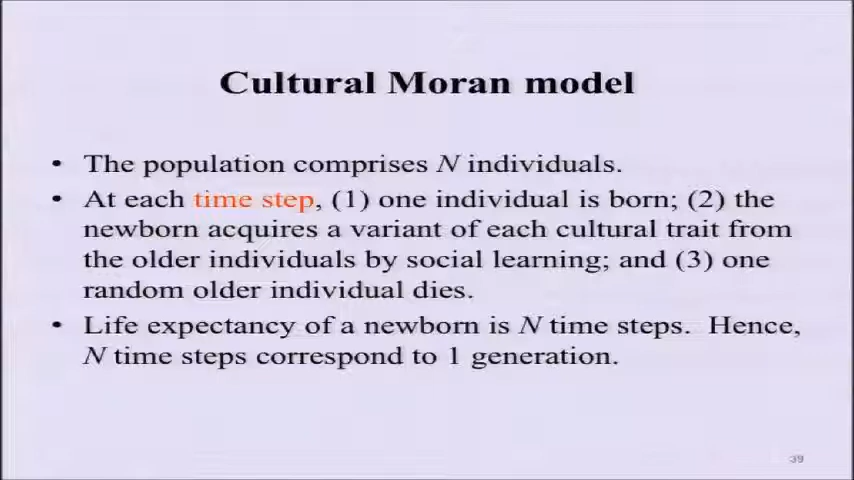 Cultural Moran model
• The population comprises N individuals.
• At each time step, (1) one individual is born; (2) the
newborn acquires a variant of each cultural trait from
the older individuals by social learning; and (3) one
random older individual dies.
• Life expectancy of a newborn is N time steps. Hence,
N time steps correspond to 1 generation.
39